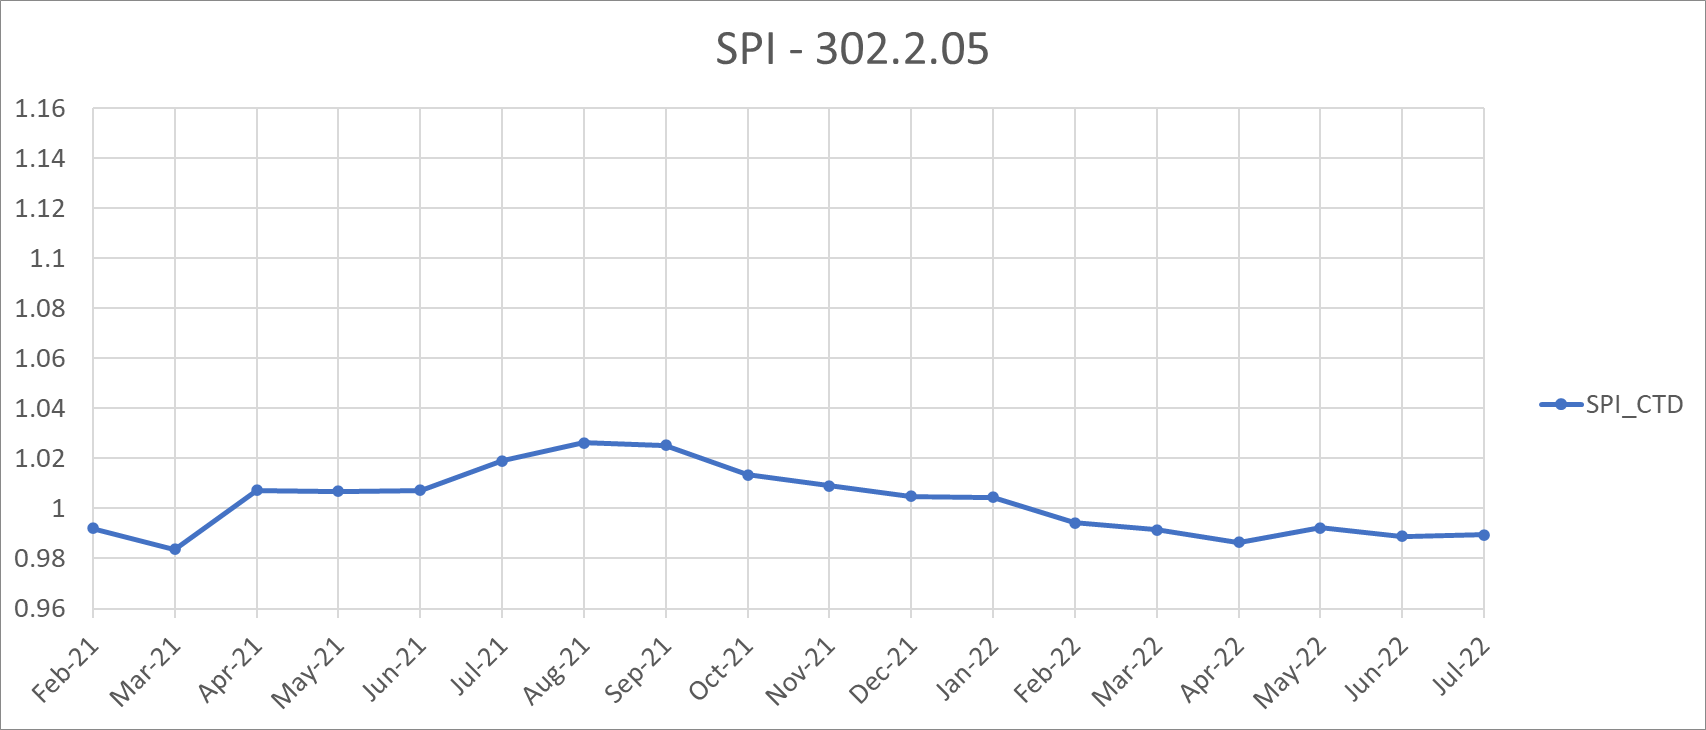 SPI - 302.2.05
1.16
1.14
1.12
1.1
1.08
1.06
1.04
1.02
1
0.98
0.96
Feb-21
Mar-21
Apr-21
May-21
Jun-21
Jul-21
Aug-21
Sep-21
Oct-21
Nov-21
Dec-21
Jan-22
Feb-22
Mar-22
Apr-22
May-22
Jun-22
Jul-22
SPI_CTD